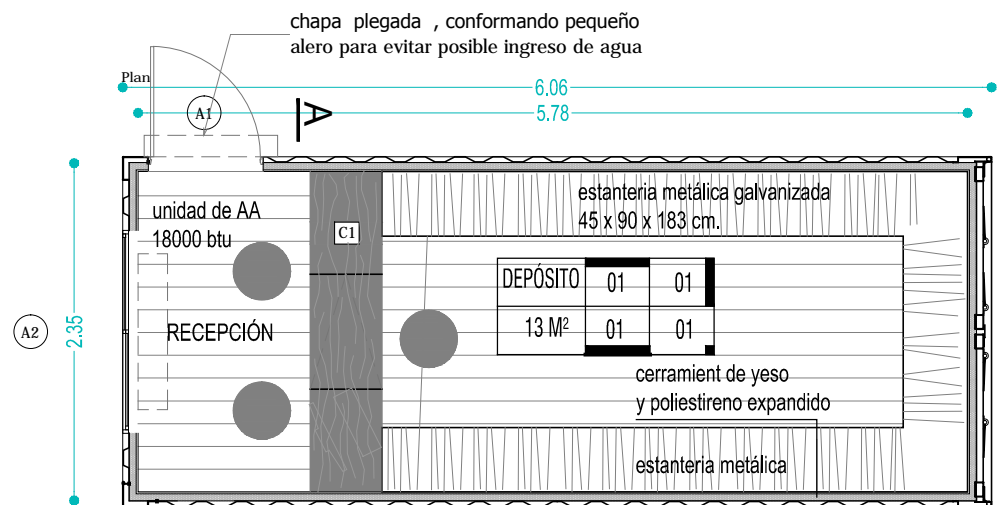 chapa plegada , conformando pequeño
alero para evitar posible ingreso de agua
Plan
6.06
A1
A
5.78
estanteria metálica galvanizada
45 x 90 x 183 cm.
unidad de AA
18000 btu
C1
DEPÓSITO 01 01
13 M² 01 01
A2
2.35
RECEPCIÓN
cerramient de yeso
y poliestireno expandido
estanteria metálica